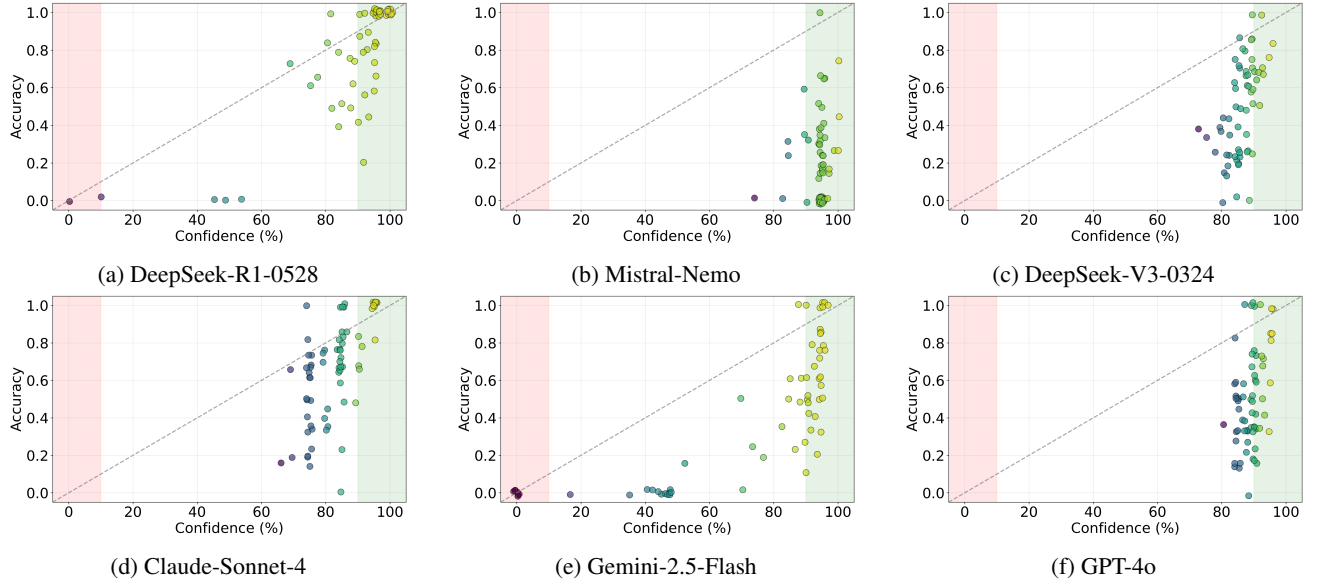 1.0
0.8
0.6
0.4
0.2
0.0
Accuracy
0 20 40 60 80 100
Confidence (%)
(a) DeepSeek-R1-0528
1.0
0.8
0.6
0.4
0.2
0.0
Accuracy
0 20 40 60 80 100
Confidence (%)
(b) Mistral-Nemo
1.0
0.8
0.6
0.4
0.2
0.0
Accuracy
0 20 40 60 80 100
Confidence (%)
(c) DeepSeek-V3-0324
1.0
0.8
0.6
0.4
0.2
0.0
Accuracy
0 20 40 60 80 100
Confidence (%)
(d) Claude-Sonnet-4
1.0
0.8
0.6
0.4
0.2
0.0
Accuracy
0 20 40 60 80 100
Confidence (%)
(e) Gemini-2.5-Flash
1.0
0.8
0.6
0.4
0.2
0.0
Accuracy
0 20 40 60 80 100
Confidence (%)
(f) GPT-4o